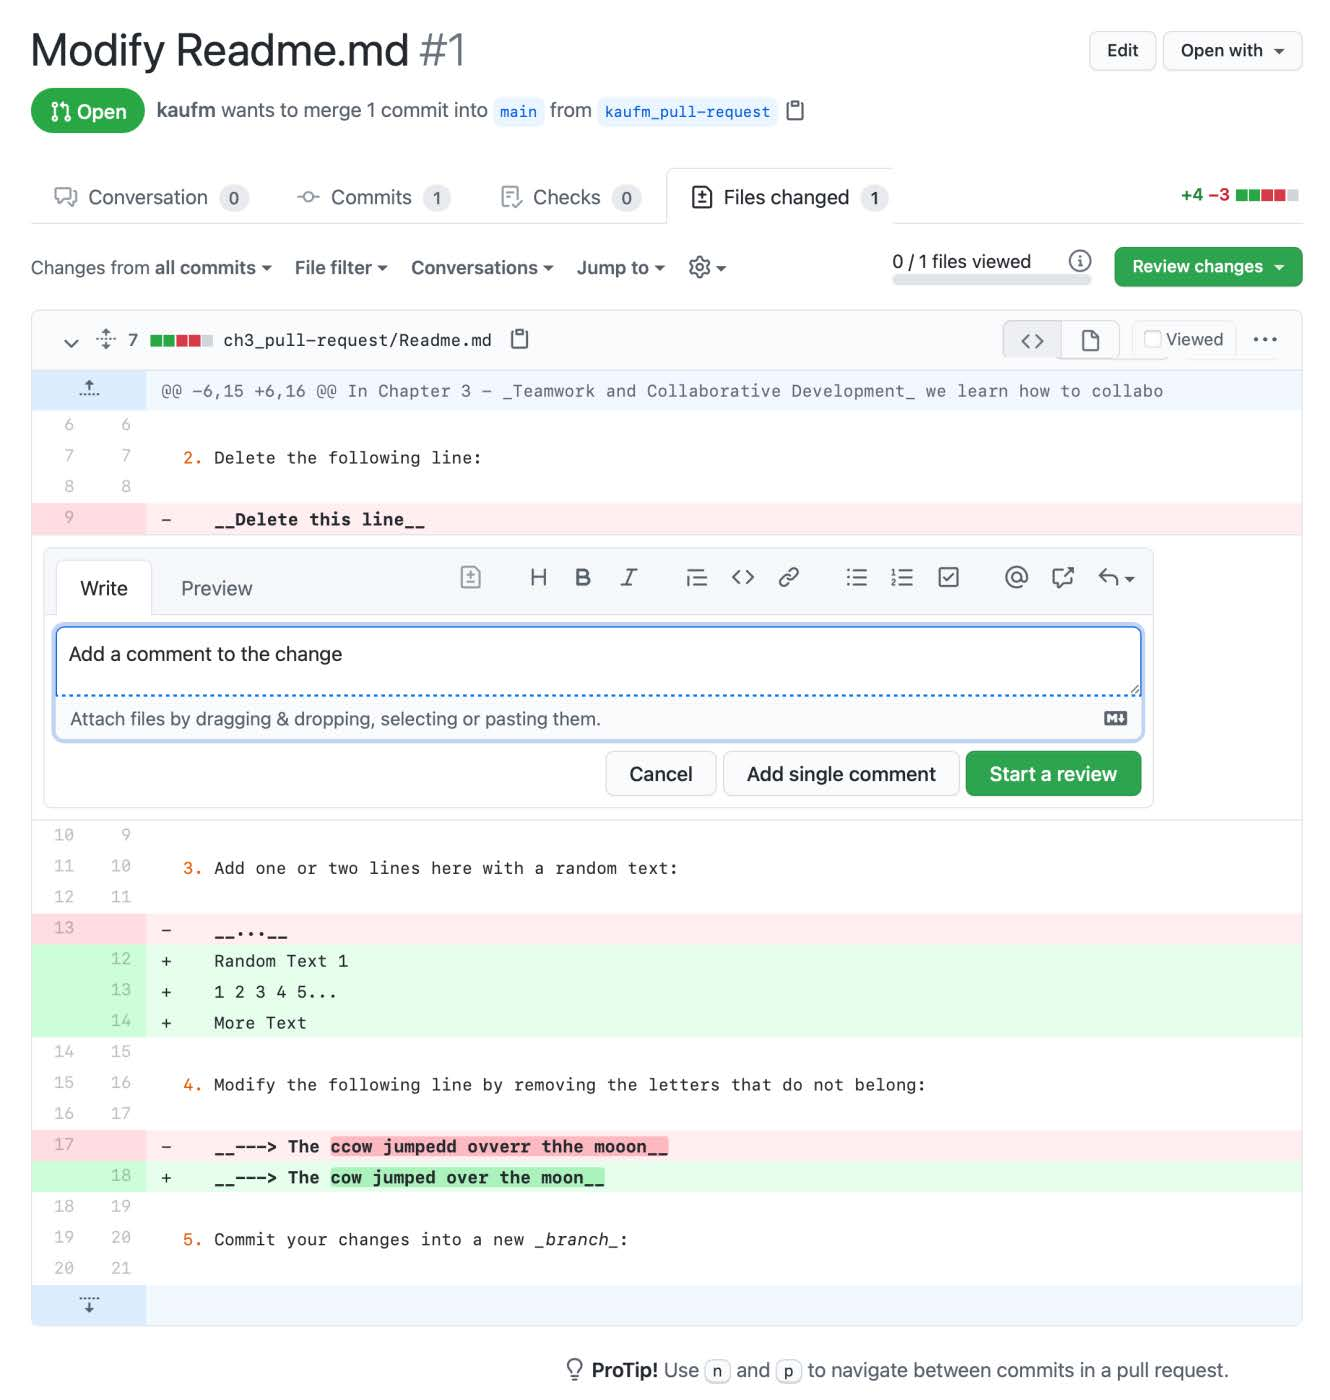 Modify Readme.md #1
Edit
Open with
Open kaufm wants to merge 1 commit into main from kaufm_pull-request
Conversation 0
Commits 1
Checks 0
Files changed 1
+4 −3
Changes from all commits
File filter
Conversations
Jump to
0 / 1 files viewed
Review changes
7 ch3_pull-request/Readme.md
Viewed
@@ -6,15 +6,16 @@ In Chapter 3 - _Teamwork and Collaborative Development_ we learn how to collabo
6 6
7 7 2. Delete the following line:
8 8
9 - __Delete this line__
Write
Preview
H B I
Add a comment to the change
Attach files by dragging & dropping, selecting or pasting them.
Cancel
Add single comment
Start a review
10 9
11 10 3. Add one or two lines here with a random text:
12 11
13 - __...__
12 + Random Text 1
13 + 1 2 3 4 5...
14 + More Text
14 15
15 16 4. Modify the following line by removing the letters that do not belong:
16 17
17 - __---> The ccow jumpedd ovverr thhe mooon__
18 + __---> The cow jumped over the moon__
18 19
19 20 5. Commit your changes into a new _branch_:
20 21
ProTip! Use n and p to navigate between commits in a pull request.